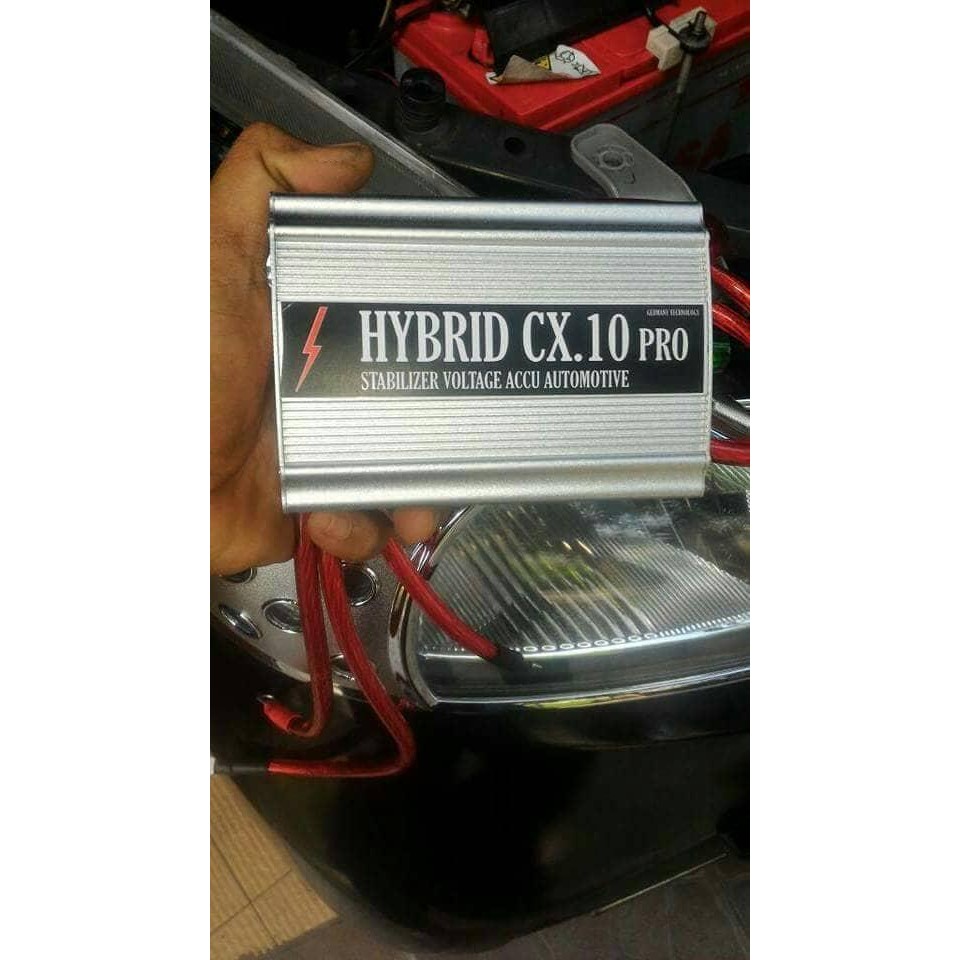 GERMANY TECHNOLOGY
HYBRID CX.10 PRO
STABILIZER VOLTAGE ACCU AUTOMOTIVE